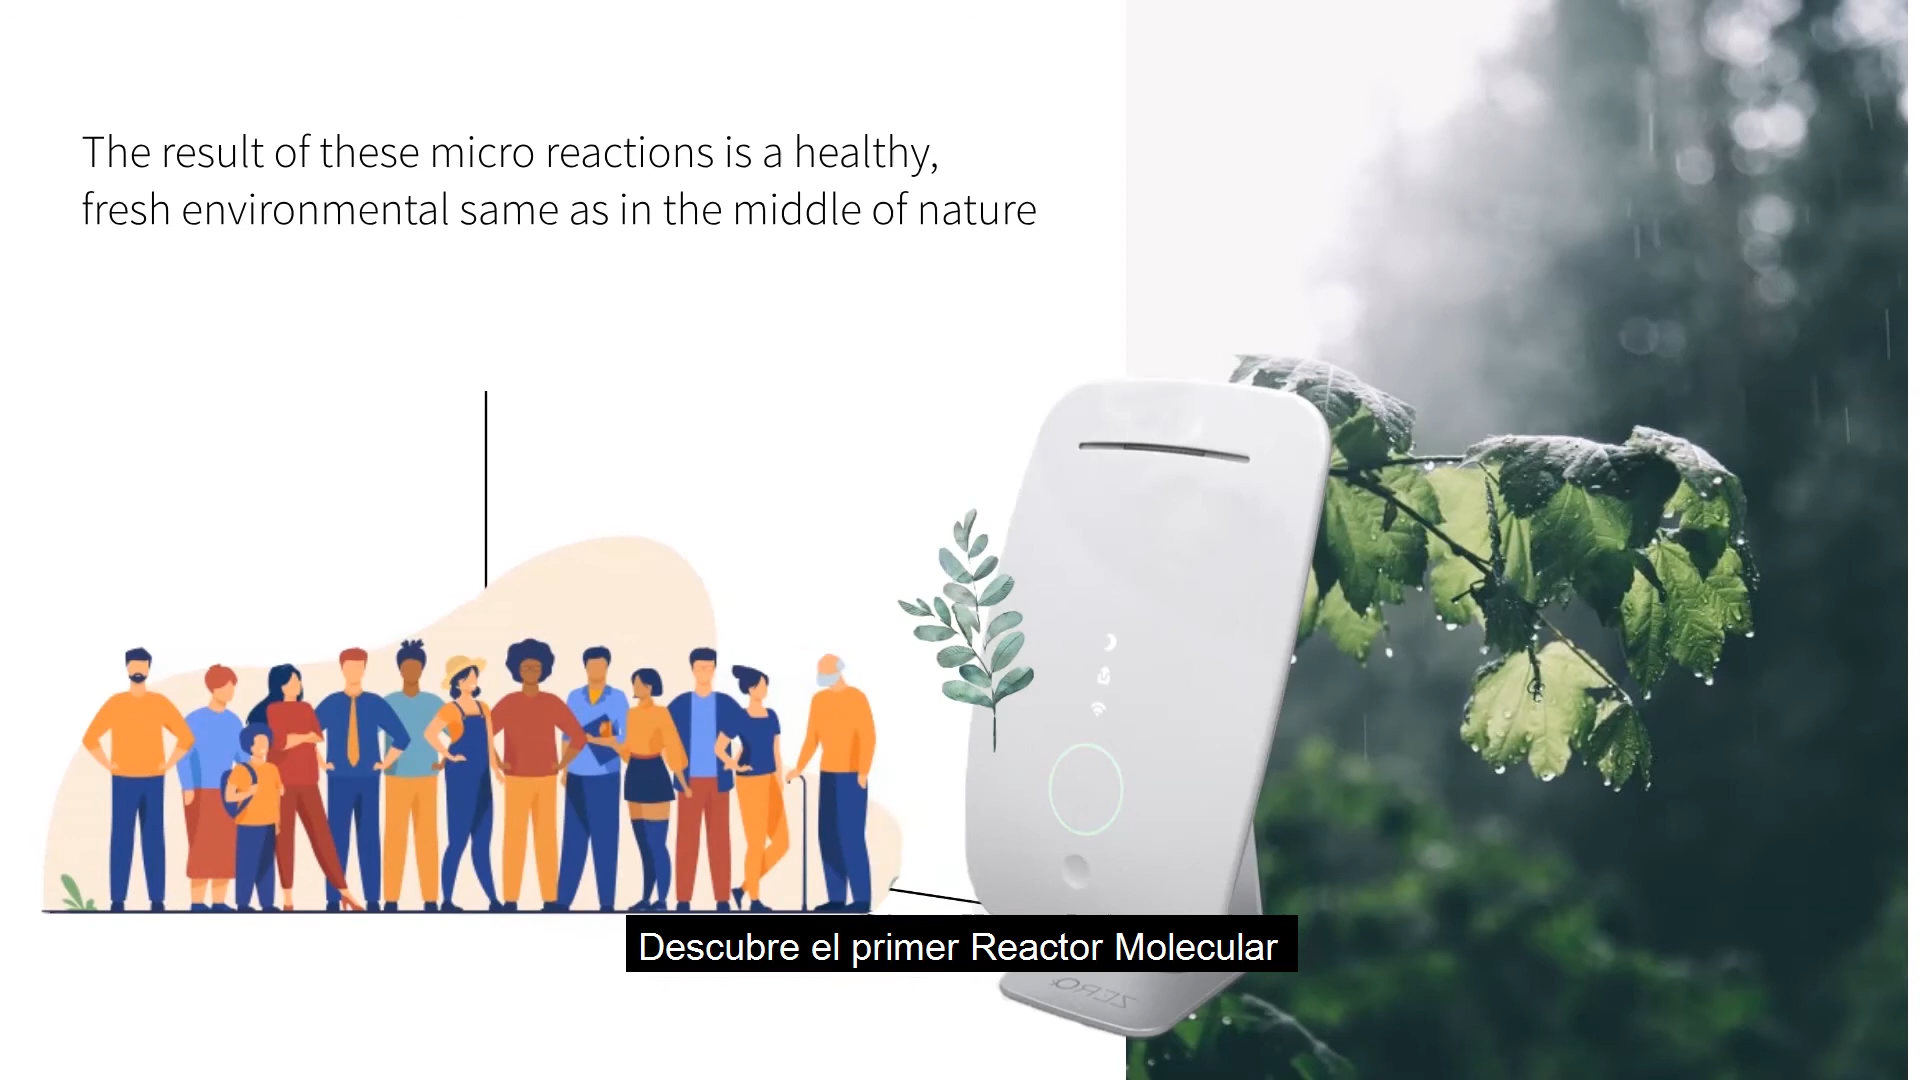 The result of these micro reactions is a healthy,
fresh environmental same as in the middle of nature
Descubre el primer Reactor Molecular
ZERO